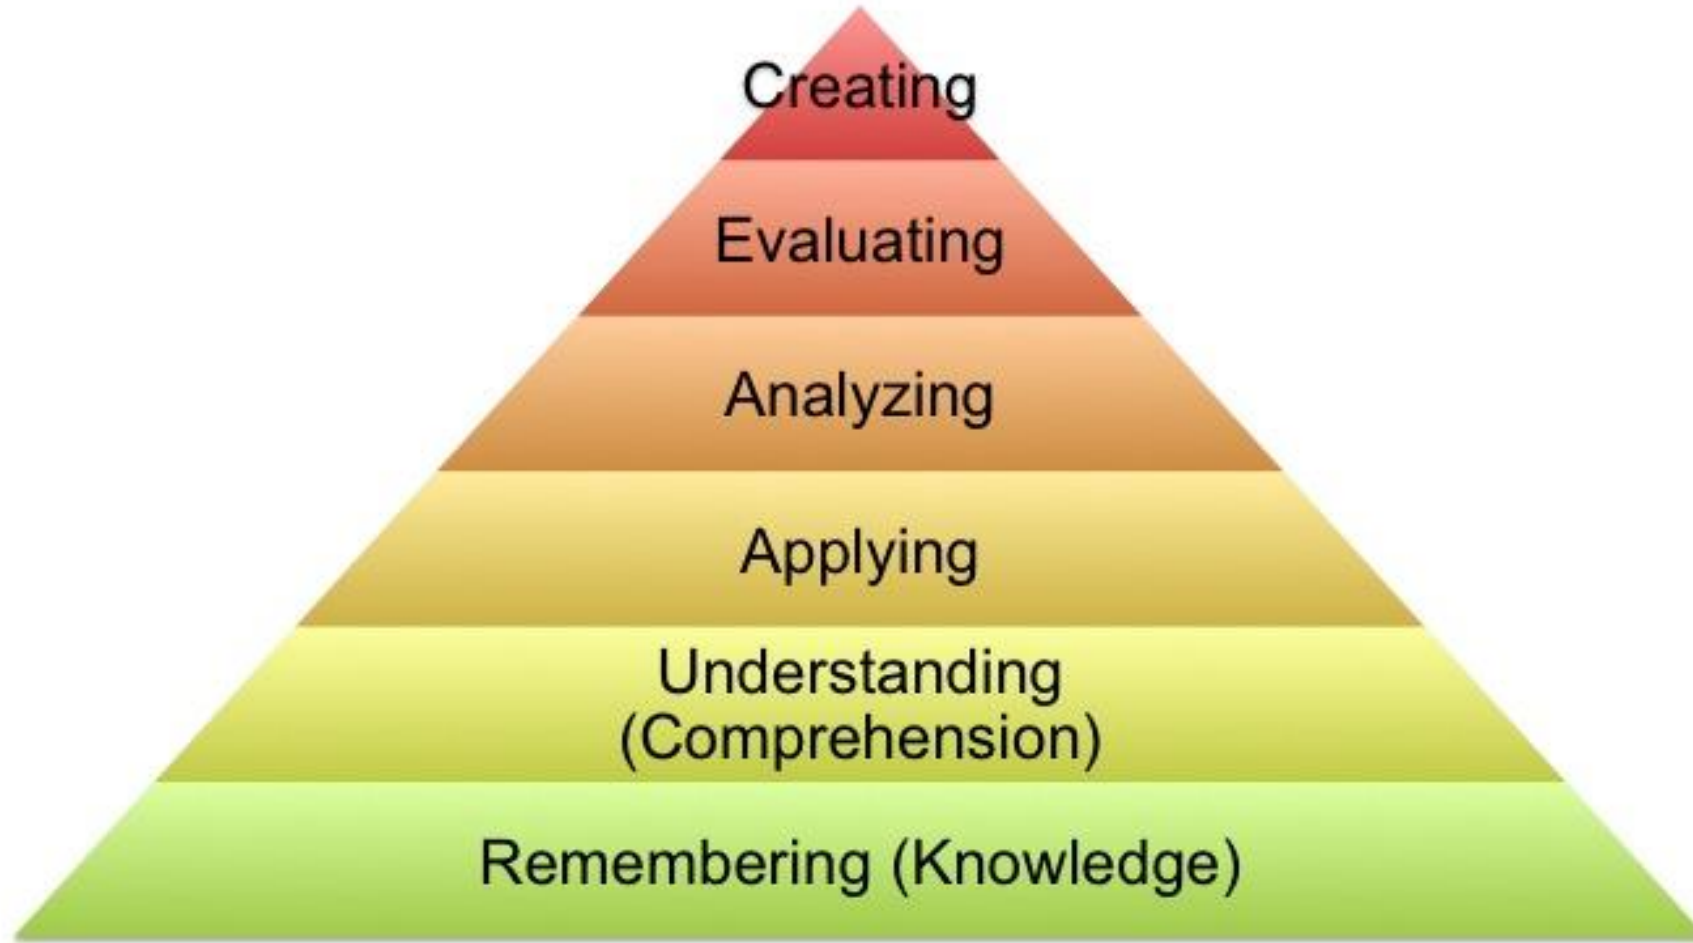 Creating
Evaluating
Analyzing
Applying
Understanding
(Comprehension)
Remembering (Knowledge)